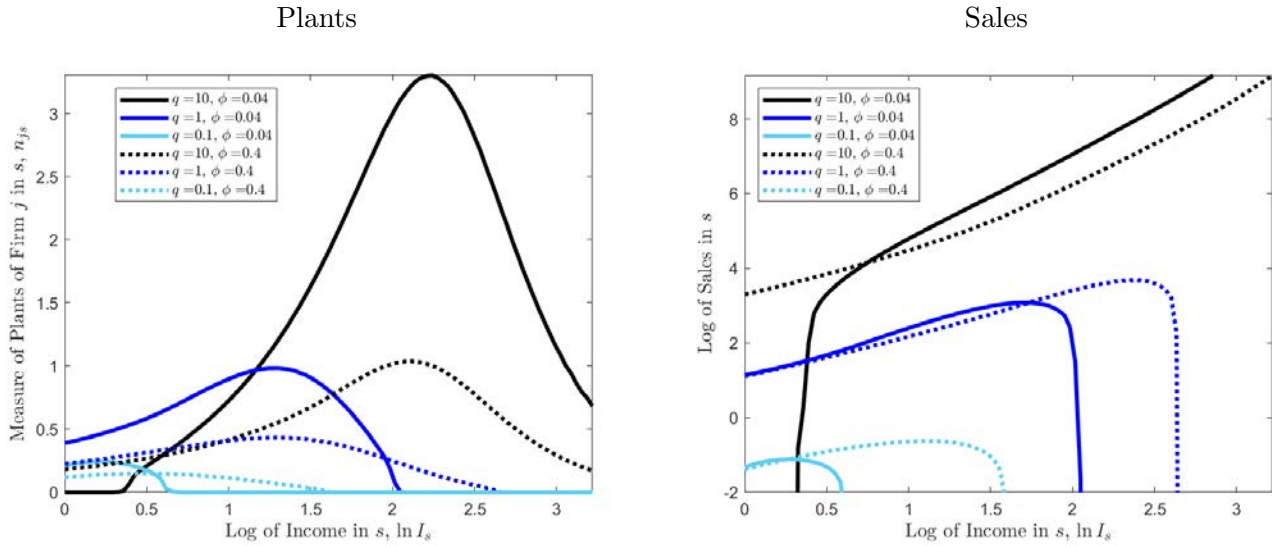 Plants
Measure of Plants of Firm j in s, n_{js}
3
2.5
2
1.5
1
0.5
0
q =10, ϕ =0.04
q =1, ϕ =0.04
q =0.1, ϕ =0.04
q =10, ϕ =0.4
q =1, ϕ =0.4
q =0.1, ϕ =0.4
0 0.5 1 1.5 2 2.5 3
Log of Income in s, ln I_s
Sales
Log of Sales in s
8
6
4
2
0
-2
q =10, ϕ =0.04
q =1, ϕ =0.04
q =0.1, ϕ =0.04
q =10, ϕ =0.4
q =1, ϕ =0.4
q =0.1, ϕ =0.4
0 0.5 1 1.5 2 2.5 3
Log of Income in s, ln I_s